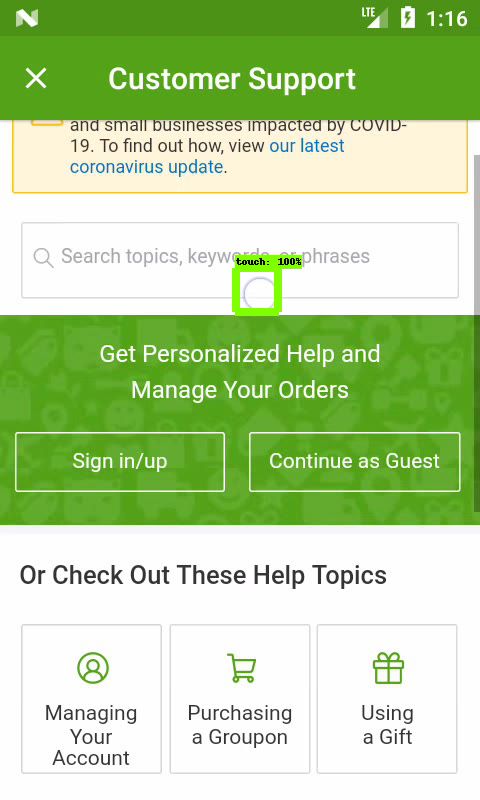 LTE 1:16
Customer Support
and small businesses impacted by COVID-
19. To find out how, view our latest
coronavirus update.
Search topics, keywords, or phrases
touch: 100%
Get Personalized Help and
Manage Your Orders
Sign in/up
Continue as Guest
Or Check Out These Help Topics
Managing
Your
Account
Purchasing
a Groupon
Using
a Gift